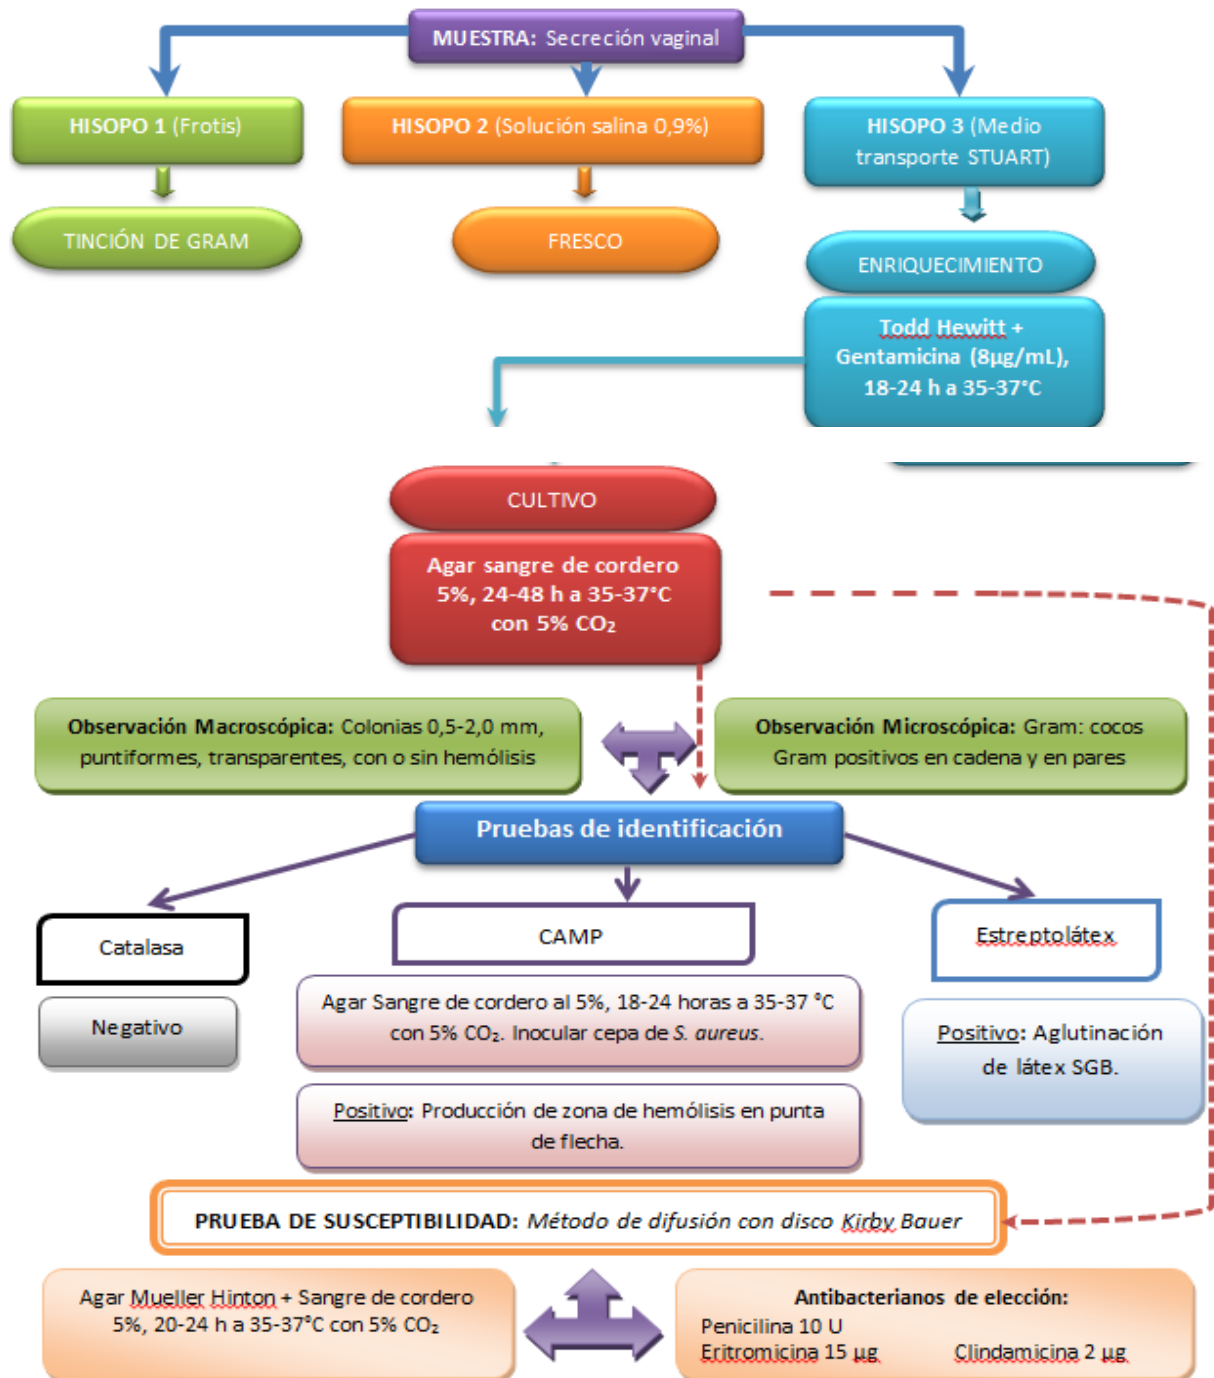 MUESTRA: Secreción vaginal
HISOPO 1 (Frotis)
HISOPO 2 (Solución salina 0,9%)
HISOPO 3 (Medio
transporte STUART)
TINCIÓN DE GRAM
FRESCO
ENRIQUECIMIENTO
Todd Hewitt +
Gentamicina (8µg/mL),
18-24 h a 35-37°C
CULTIVO
Agar sangre de cordero
5%, 24-48 h a 35-37°C
con 5% CO₂
Observación Macroscópica: Colonias 0,5-2,0 mm,
puntiformes, transparentes, con o sin hemólisis
Observación Microscópica: Gram: cocos
Gram positivos en cadena y en pares
Pruebas de identificación
Catalasa
CAMP
Estreptolátex
Negativo
Agar Sangre de cordero al 5%, 18-24 horas a 35-37 °C
con 5% CO₂. Inocular cepa de S. aureus.
Positivo: Producción de zona de hemólisis en punta
de flecha.
Positivo: Aglutinación
de látex SGB.
PRUEBA DE SUSCEPTIBILIDAD: Método de difusión con disco Kirby Bauer
Agar Mueller Hinton + Sangre de cordero
5%, 20-24 h a 35-37°C con 5% CO₂
Antibacterianos de elección:
Penicilina 10 U
Eritromicina 15 µg Clindamicina 2 µg